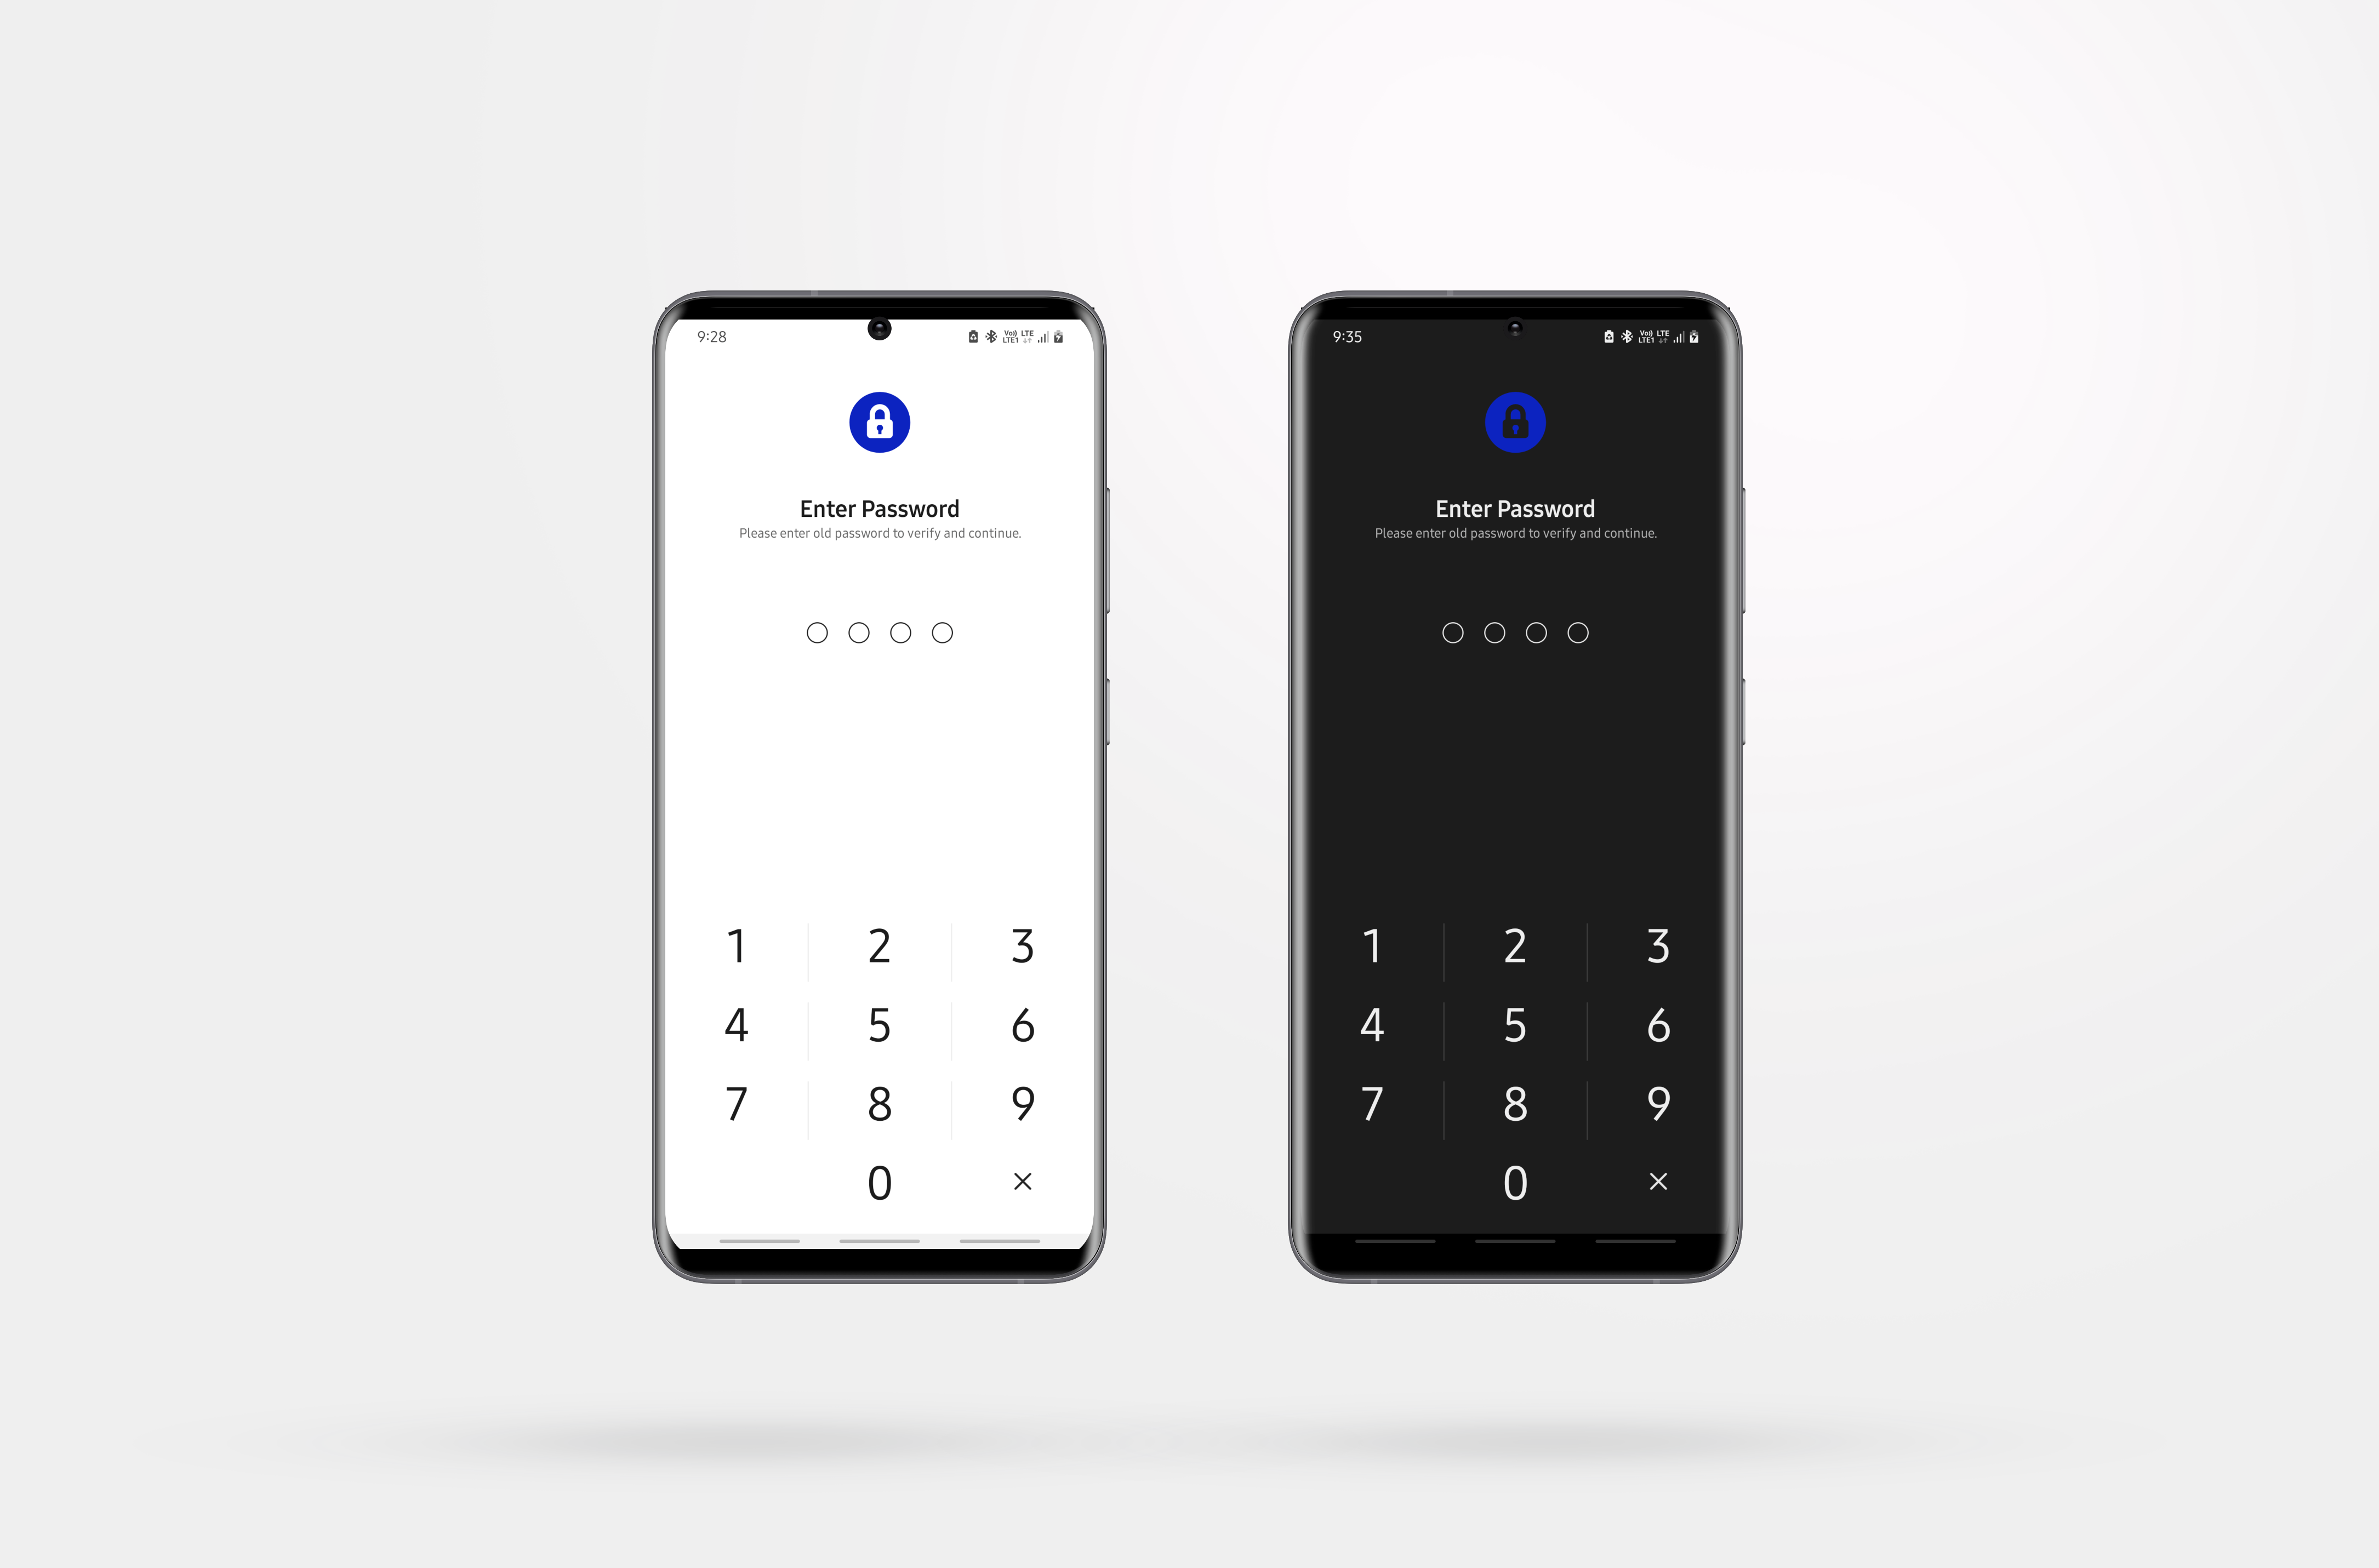 9:28
Vo)) LTE
LTE1
Enter Password
Please enter old password to verify and continue.
1 2 3
4 5 6
7 8 9
0 ×
9:35
Vo)) LTE
LTE1
Enter Password
Please enter old password to verify and continue.
1 2 3
4 5 6
7 8 9
0 ×